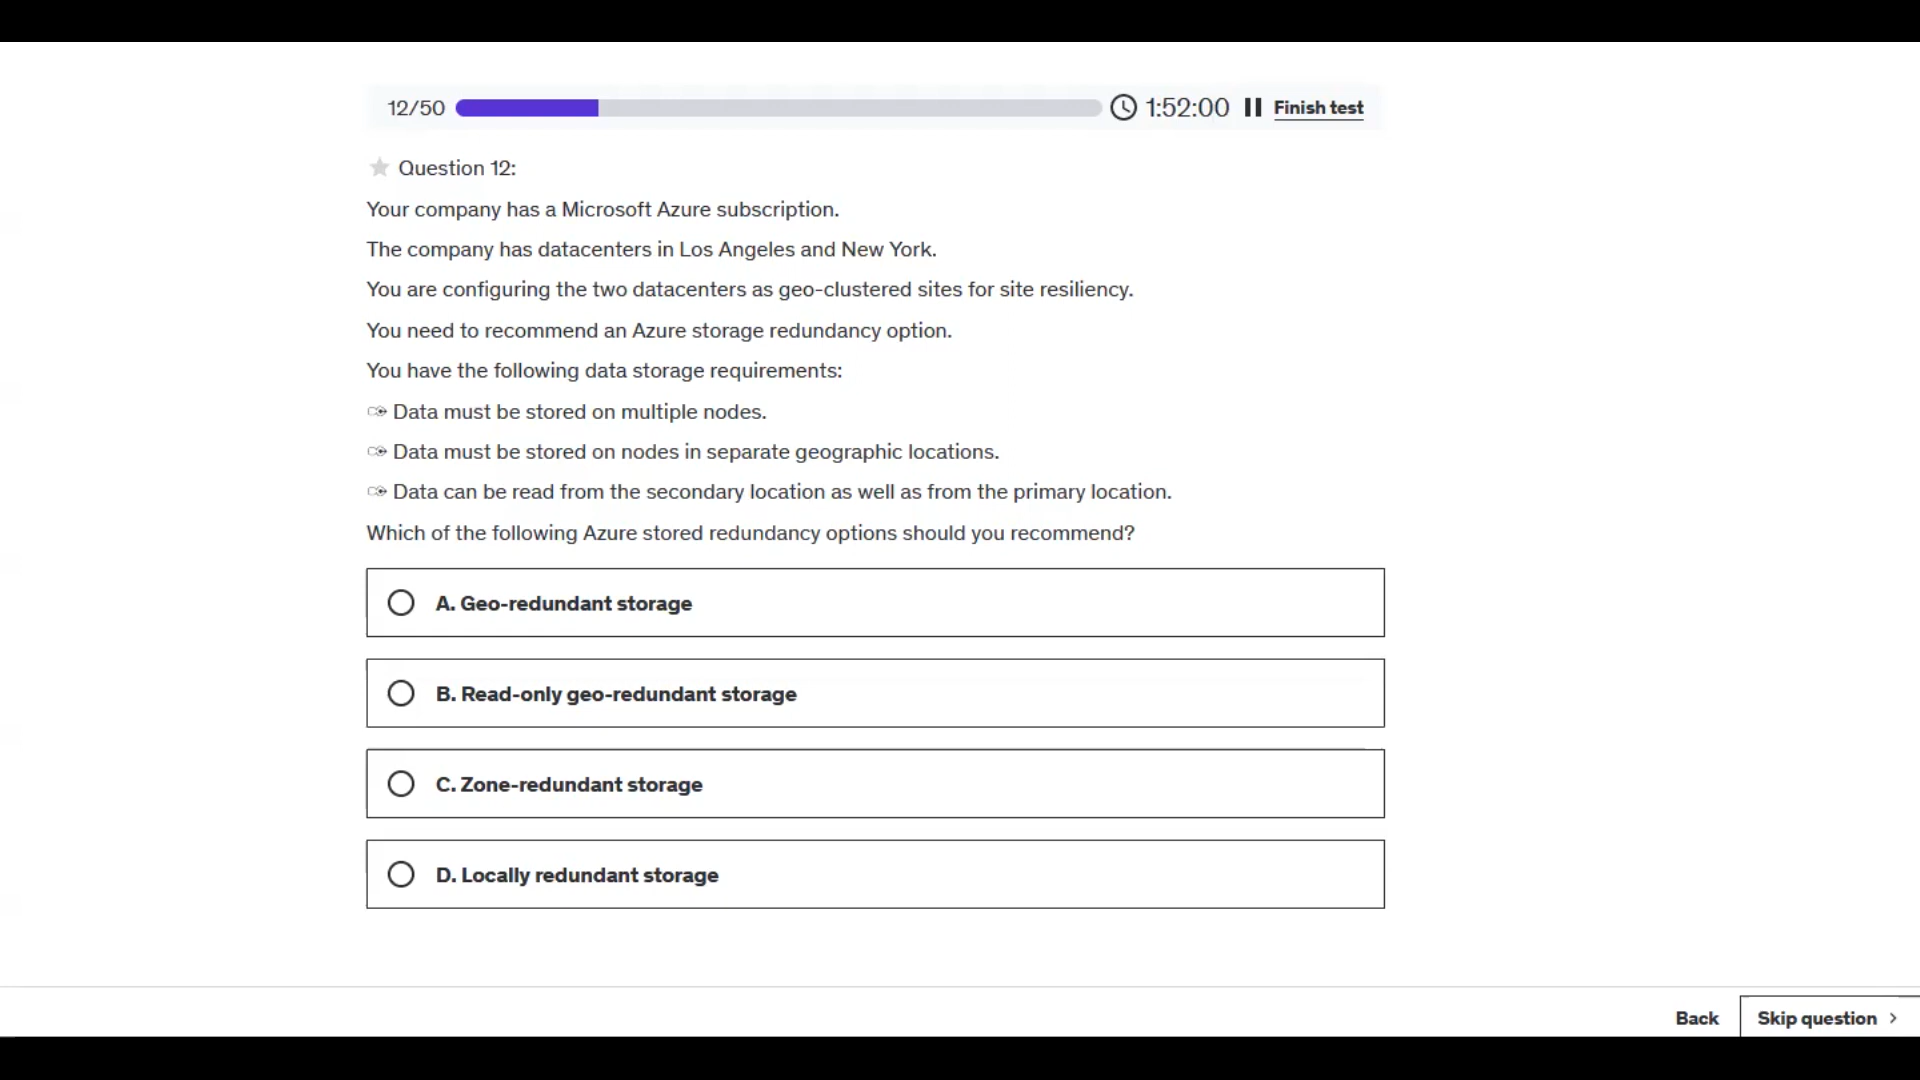 12/50 1:52:00 Finish test
Question 12:
Your company has a Microsoft Azure subscription.
The company has datacenters in Los Angeles and New York.
You are configuring the two datacenters as geo-clustered sites for site resiliency.
You need to recommend an Azure storage redundancy option.
You have the following data storage requirements:
Data must be stored on multiple nodes.
Data must be stored on nodes in separate geographic locations.
Data can be read from the secondary location as well as from the primary location.
Which of the following Azure stored redundancy options should you recommend?
A. Geo-redundant storage
B. Read-only geo-redundant storage
C. Zone-redundant storage
D. Locally redundant storage
Back Skip question >